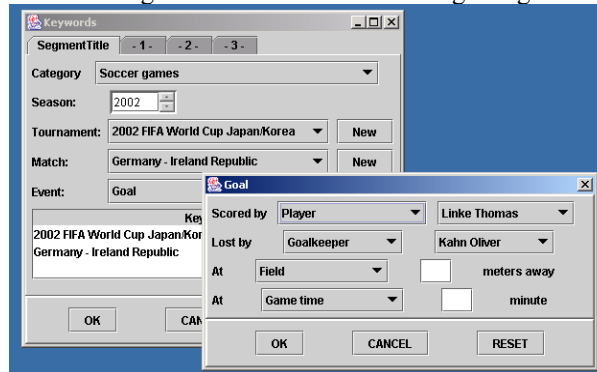 Keywords
SegmentTitle - 1 - - 2 - - 3 -
Category Soccer games
Season: 2002
Tournament: 2002 FIFA World Cup Japan/Korea New
Match: Germany - Ireland Republic New
Event: Goal
2002 FIFA World Cup Japan/Kor
Germany - Ireland Republic
OK
Goal
Scored by Player Linke Thomas
Lost by Goalkeeper Kahn Oliver
At Field meters away
At Game time minute
OK CANCEL RESET